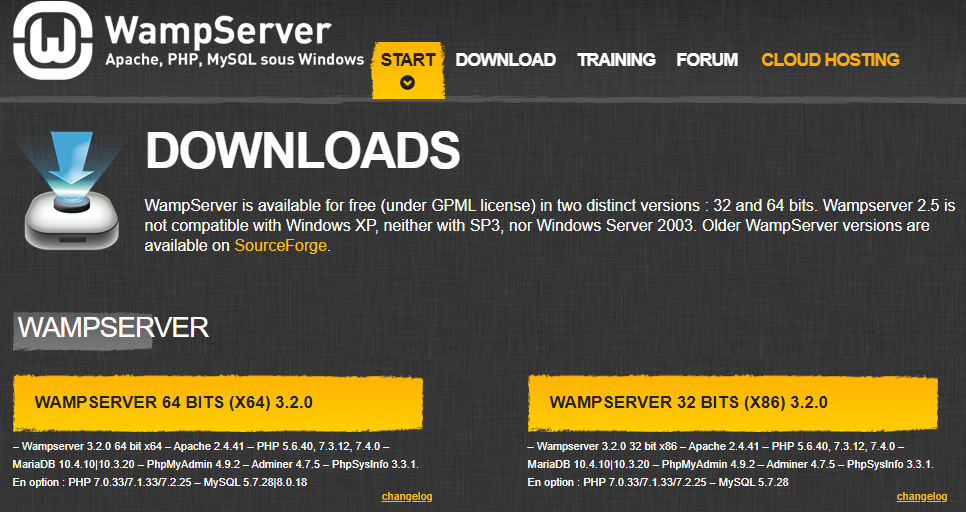 WampServer
Apache, PHP, MySQL sous Windows
START
DOWNLOAD
TRAINING
FORUM
CLOUD HOSTING
DOWNLOADS
WampServer is available for free (under GPML license) in two distinct versions : 32 and 64 bits. Wampserver 2.5 is
not compatible with Windows XP, neither with SP3, nor Windows Server 2003. Older WampServer versions are
available on SourceForge.
WAMPSERVER
WAMPSERVER 64 BITS (X64) 3.2.0
– Wampserver 3.2.0 64 bit x64 – Apache 2.4.41 – PHP 5.6.40, 7.3.12, 7.4.0 –
MariaDB 10.4.10|10.3.20 – PhpMyAdmin 4.9.2 – Adminer 4.7.5 – PhpSysInfo 3.3.1.
En option : PHP 7.0.33/7.1.33/7.2.25 – MySQL 5.7.28|8.0.18
changelog
WAMPSERVER 32 BITS (X86) 3.2.0
– Wampserver 3.2.0 32 bit x86 – Apache 2.4.41 – PHP 5.6.40, 7.3.12, 7.4.0 –
MariaDB 10.4.10|10.3.20 – PhpMyAdmin 4.9.2 – Adminer 4.7.5 – PhpSysInfo 3.3.1.
En option : PHP 7.0.33/7.1.33/7.2.25 – MySQL 5.7.28
changelog